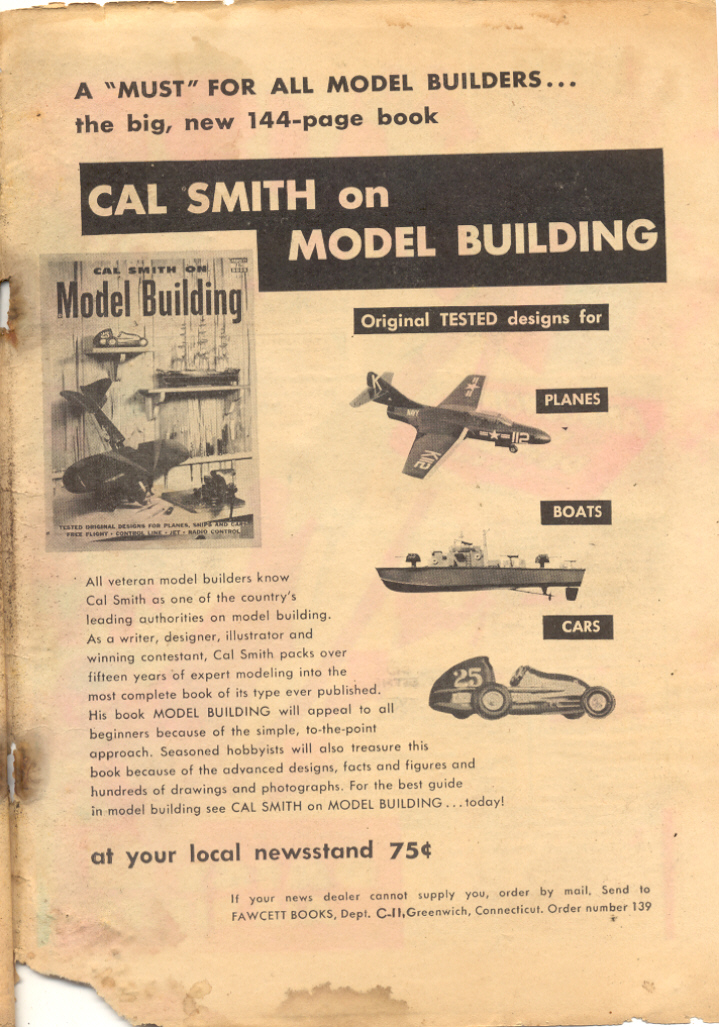 A "MUST" FOR ALL MODEL BUILDERS...
the big, new 144-page book
CAL SMITH on
MODEL BUILDING
CAL SMITH ON
Model Building
TESTED ORIGINAL DESIGNS FOR PLANES, SHIPS AND CARS
FREE FLIGHT • CONTROL LINE • JET • RADIO CONTROL
Original TESTED designs for
PLANES
K
NAVY
112
K112
BOATS
CARS
25
All veteran model builders know
Cal Smith as one of the country's
leading authorities on model building.
As a writer, designer, illustrator and
winning contestant, Cal Smith packs over
fifteen years of expert modeling into the
most complete book of its type ever published.
His book MODEL BUILDING will appeal to all
beginners because of the simple, to-the-point
approach. Seasoned hobbyists will also treasure this
book because of the advanced designs, facts and figures and
hundreds of drawings and photographs. For the best guide
in model building see CAL SMITH on MODEL BUILDING...today!
at your local newsstand 75¢
If your news dealer cannot supply you, order by mail. Send to
FAWCETT BOOKS, Dept. C-11, Greenwich, Connecticut. Order number 139